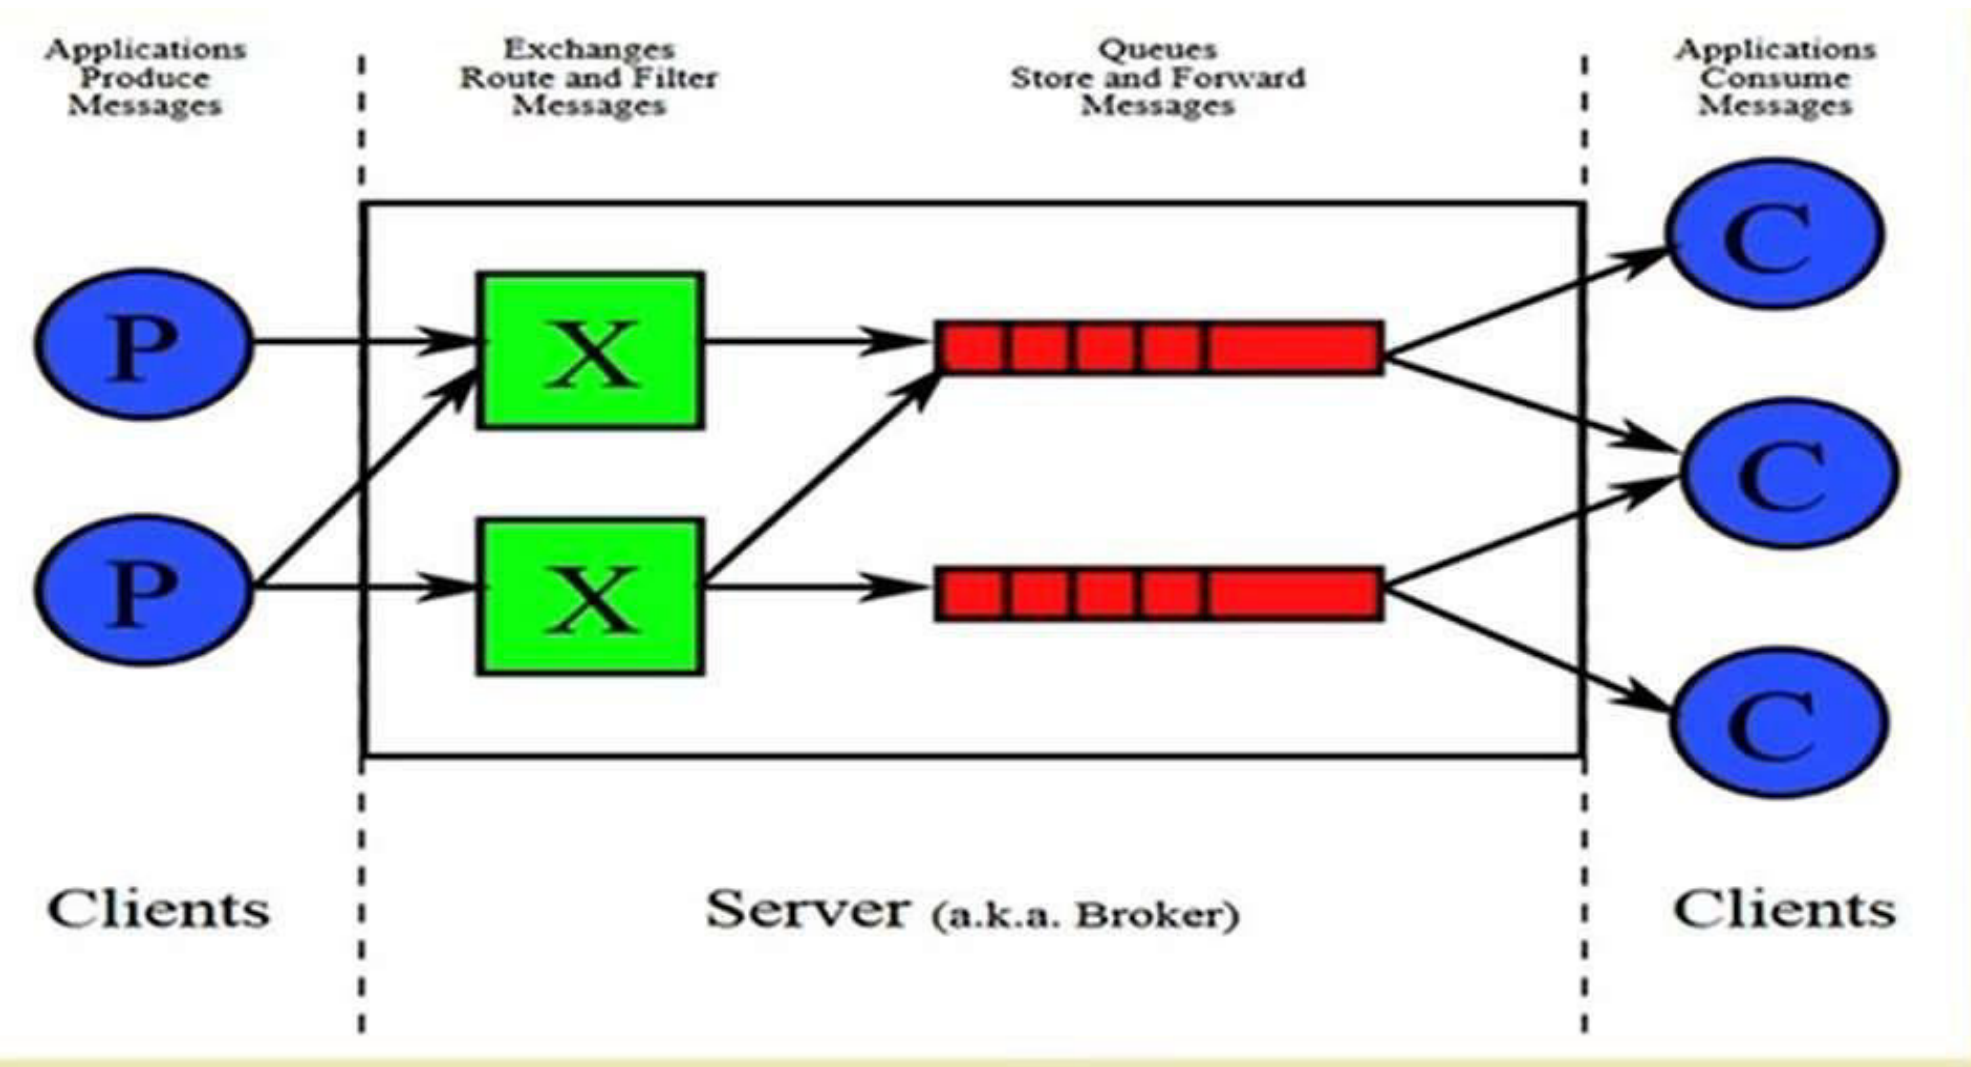 Applications
Produce
Messages
Exchanges
Route and Filter
Messages
Queues
Store and Forward
Messages
Applications
Consume
Messages
P
P
X
X
C
C
C
Clients
Server (a.k.a. Broker)
Clients